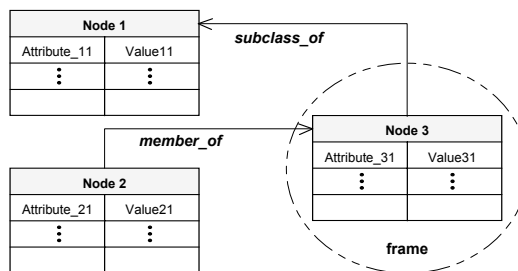 Node 1
Attribute_11 Value11
subclass_of
Node 3
Attribute_31 Value31
member_of
Node 2
Attribute_21 Value21
frame